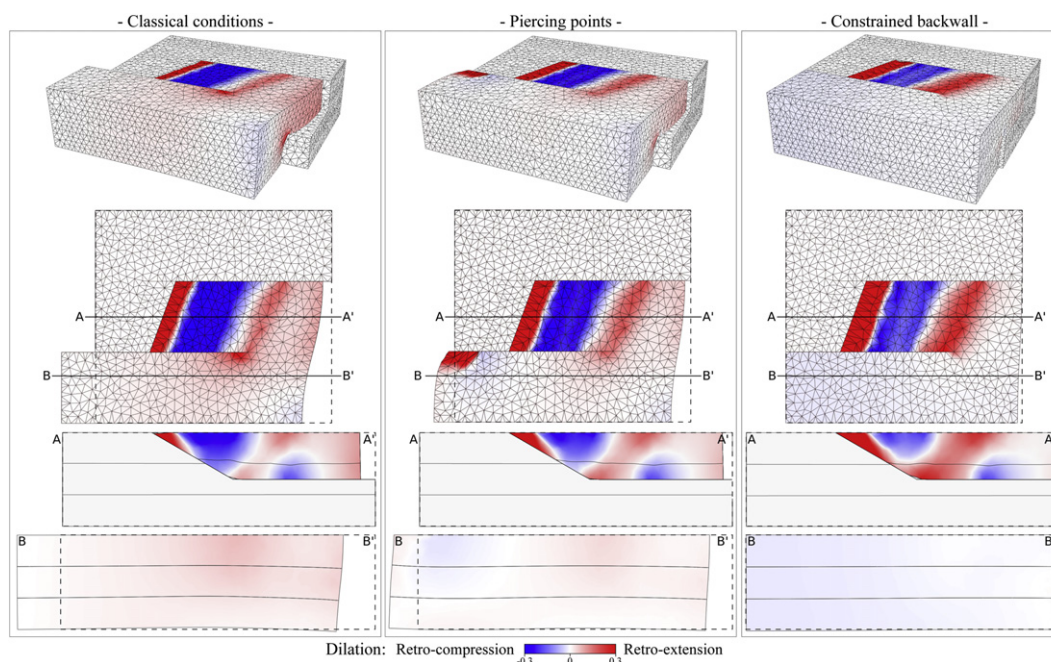 - Classical conditions - - Piercing points - - Constrained backwall -
A A' A A' A A'
B B' B B' B B'
A A' A A' A A'
B B' B B' B B'
Dilation: Retro-compression Retro-extension
-0.3 0 0.3